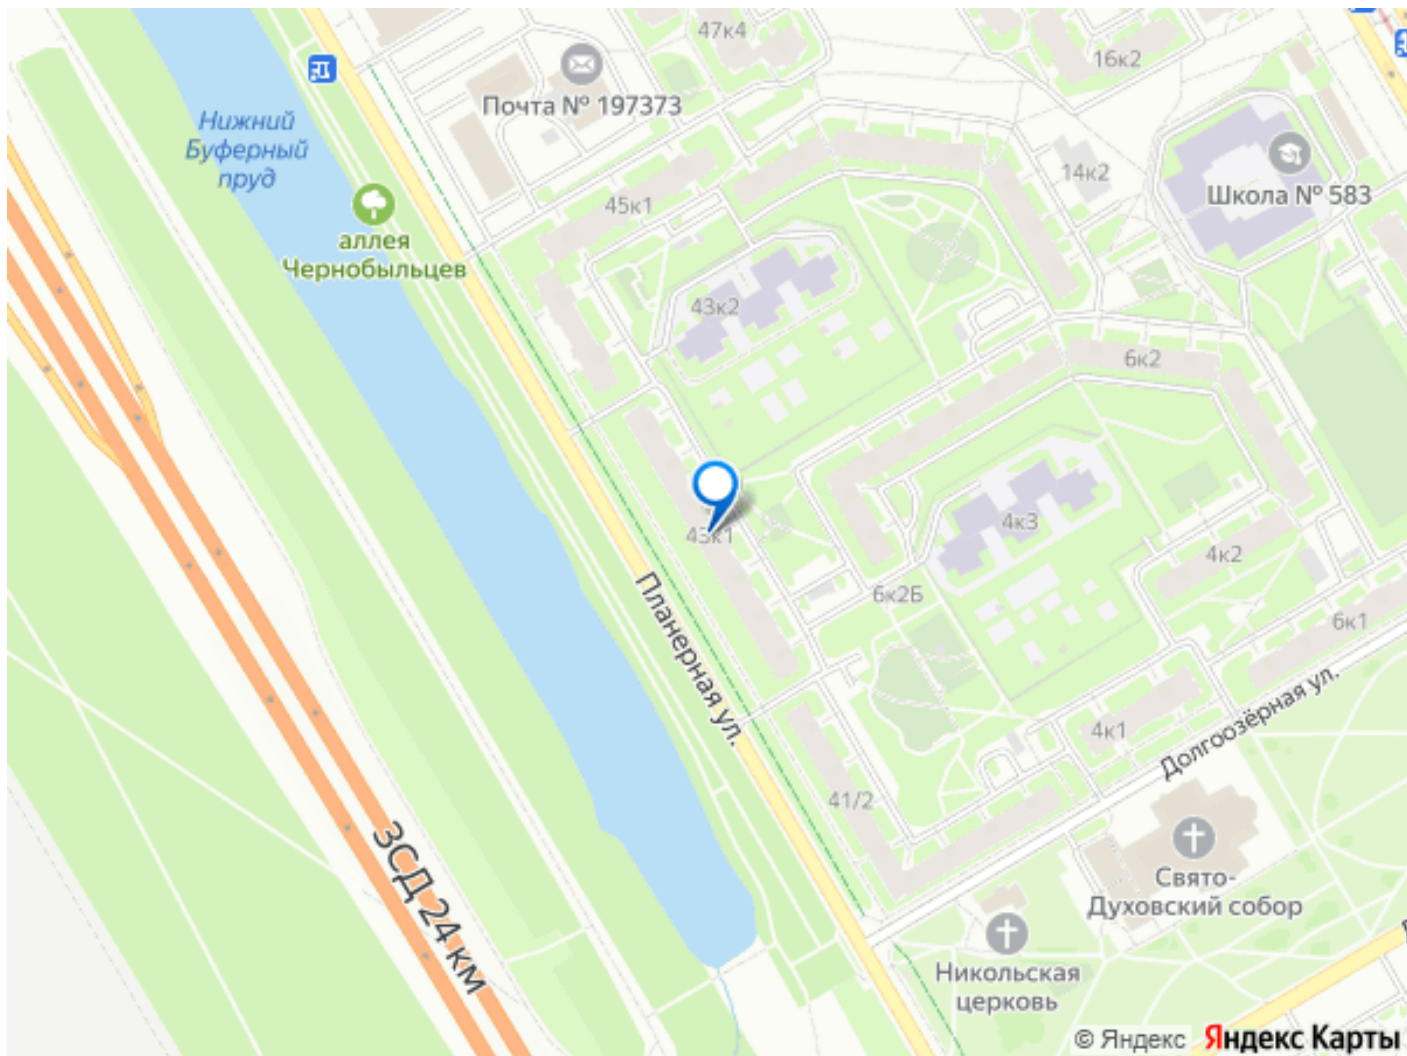 47к4
16к2
Почта № 197373
Нижний
Буферный
пруд
14к2
Школа № 583
45к1
аллея
Чернобыльцев
43к2
6к2
43к1
4к3
4к2
6к2Б
6к1
Планерная ул.
Долгоозёрная ул.
4к1
41/2
ЗСД 24 км
Свято-
Духовский собор
Никольская
церковь
© Яндекс Яндекс Карты